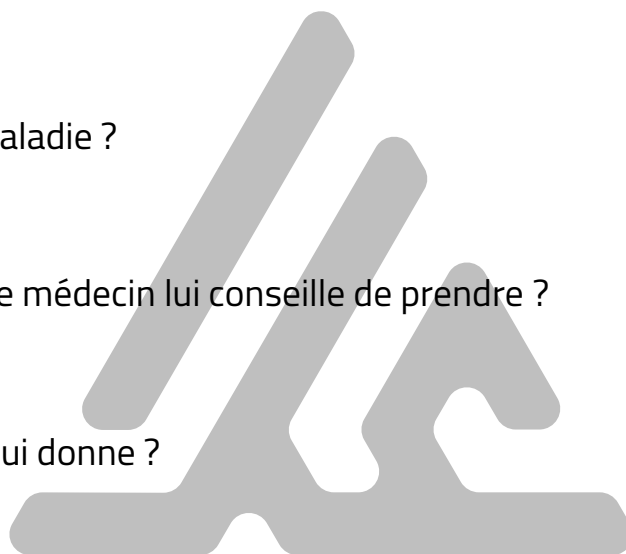 aladie ?
e médecin lui conseille de prendre ?
ui donne ?